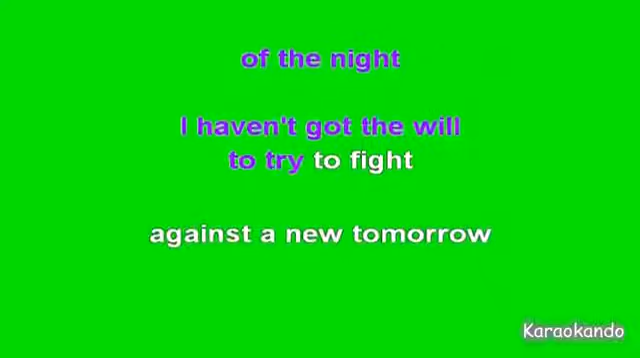 of the night
I haven't got the will
to try to fight
against a new tomorrow
Karaokando